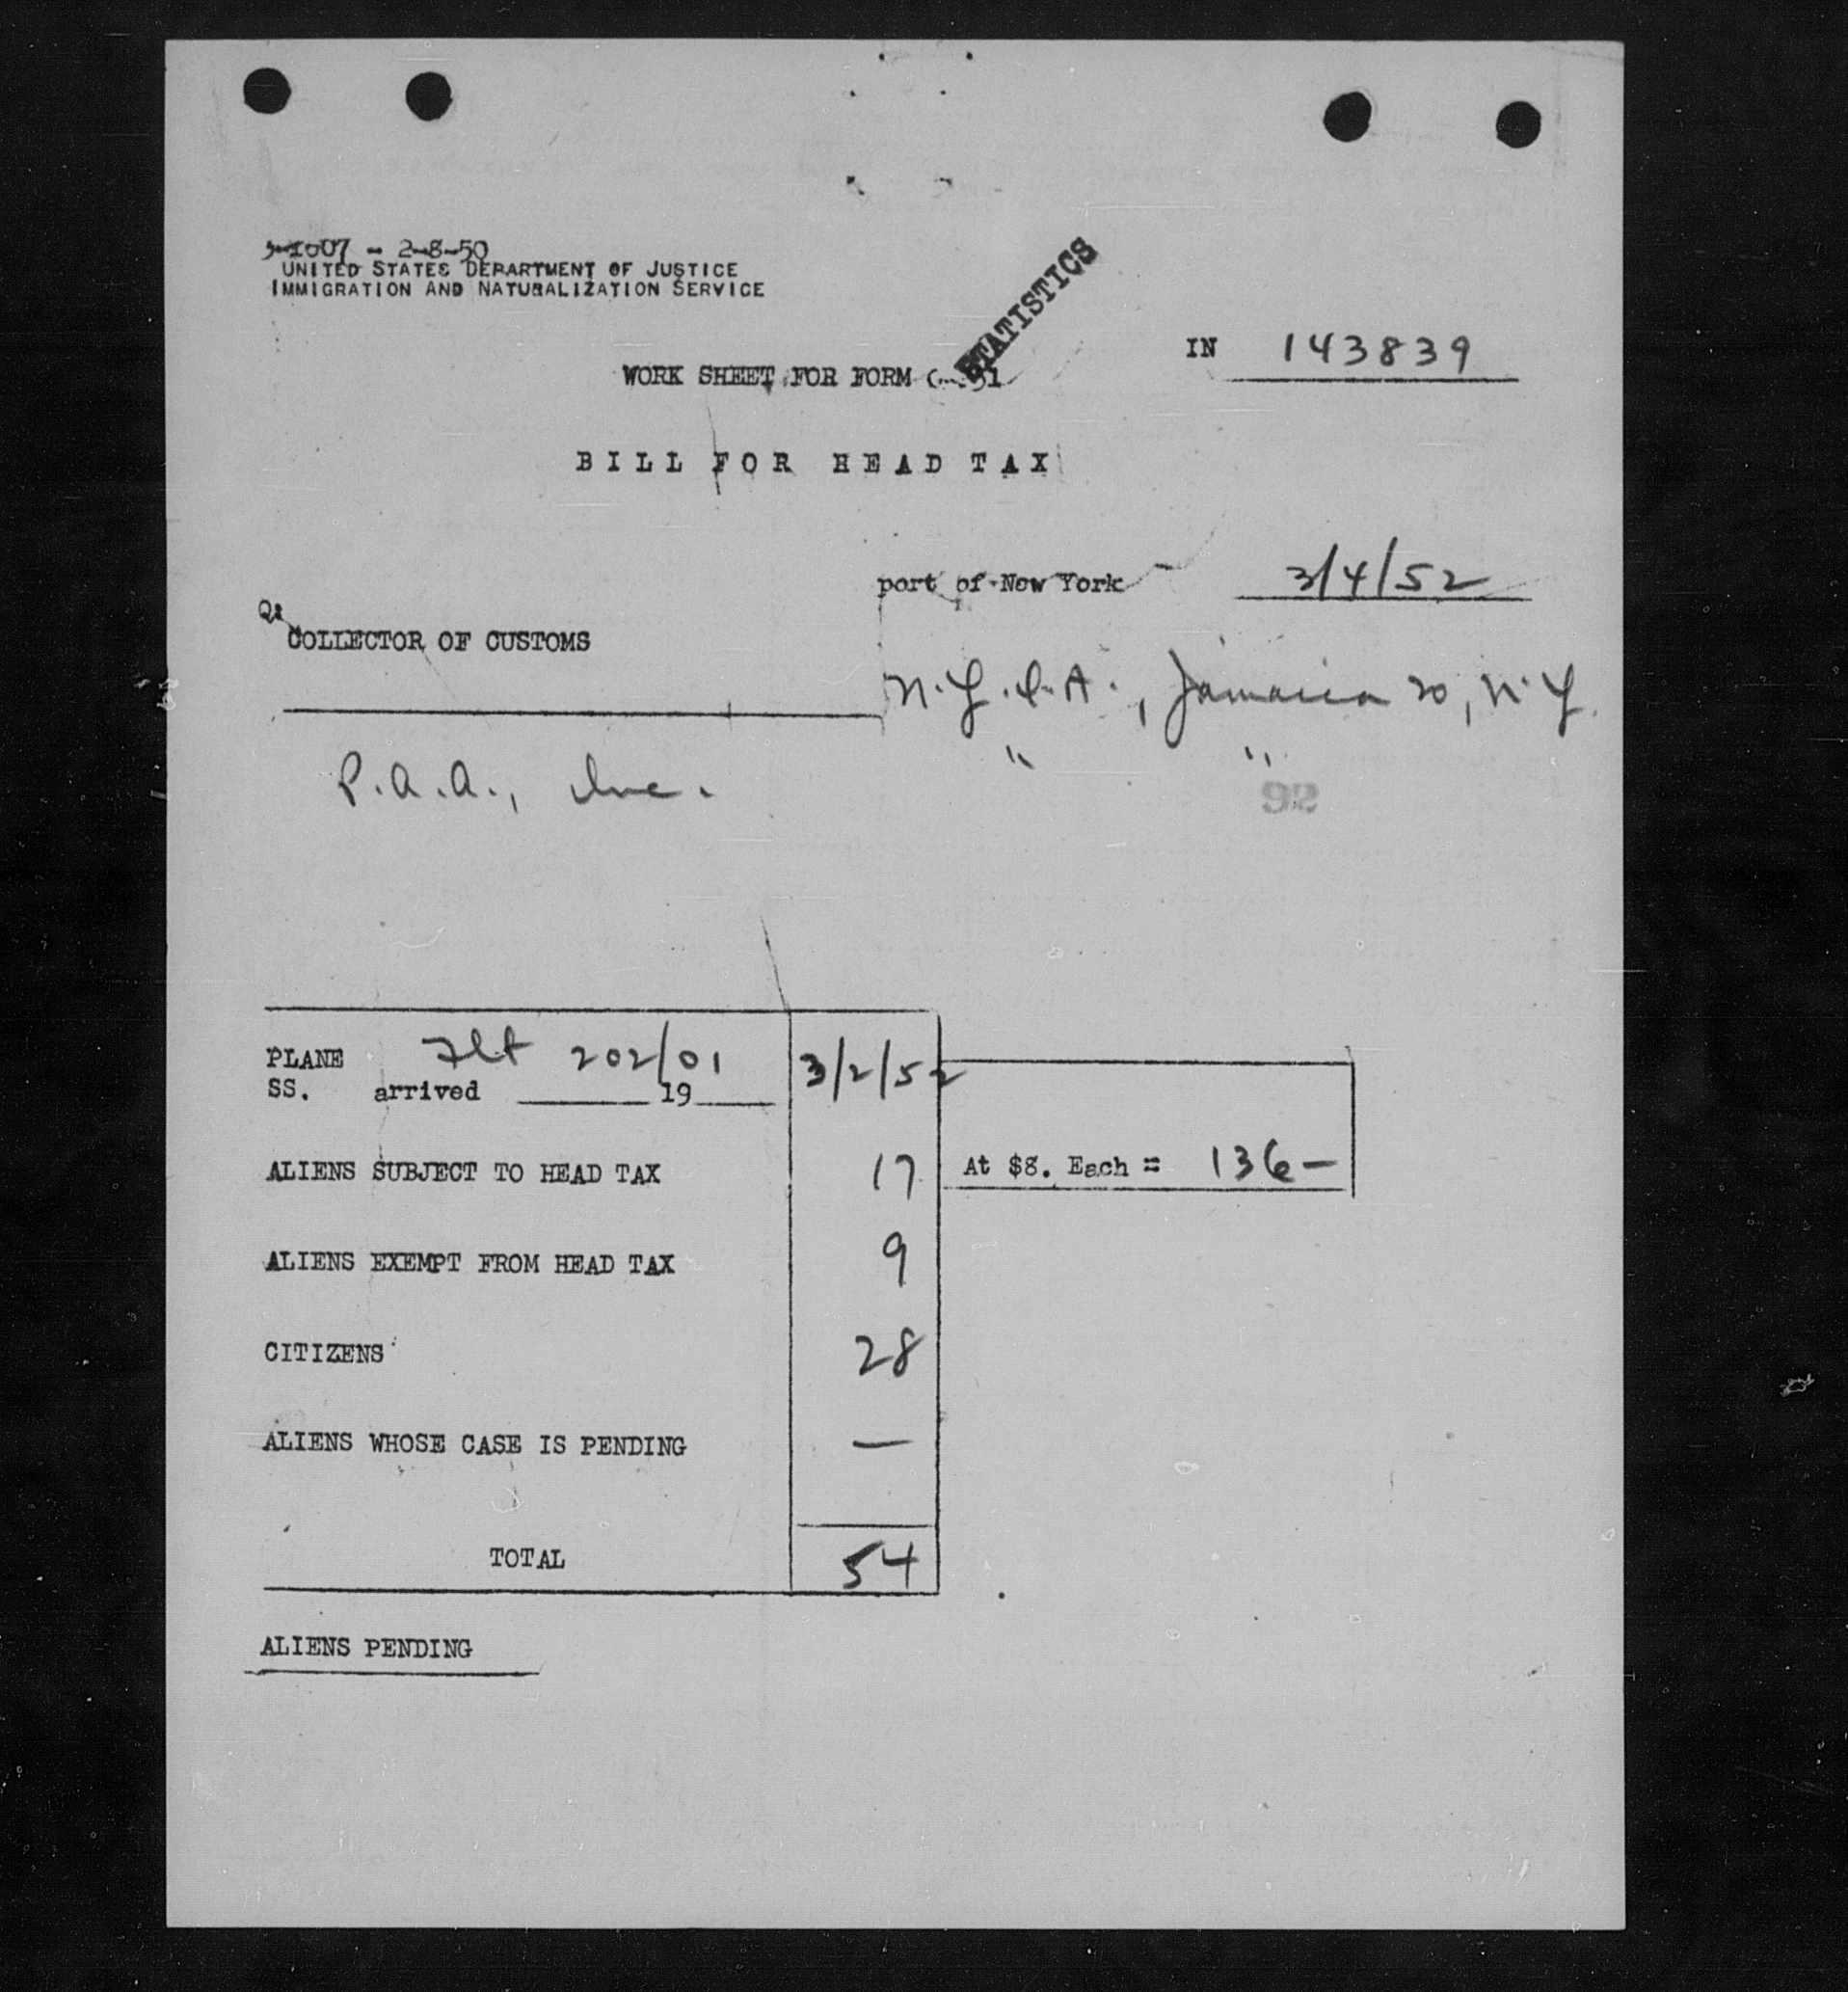 3-1007 - 2-8-50
UNITED STATES DEPARTMENT OF JUSTICE
IMMIGRATION AND NATURALIZATION SERVICE
STATISTICS
IN 143839
WORK SHEET FOR FORM
BILL FOR HEAD TAX
port of New York 3/4/52
COLLECTOR OF CUSTOMS
N.Y.I.A., Jamaica 20, N.Y.
" "
P.A.A., Inc.
92
PLANE Flt 202/01 3/2/52
SS. arrived 19
ALIENS SUBJECT TO HEAD TAX 17 At $8. Each = 136-
ALIENS EXEMPT FROM HEAD TAX 9
CITIZENS 28
ALIENS WHOSE CASE IS PENDING —
TOTAL 54
ALIENS PENDING